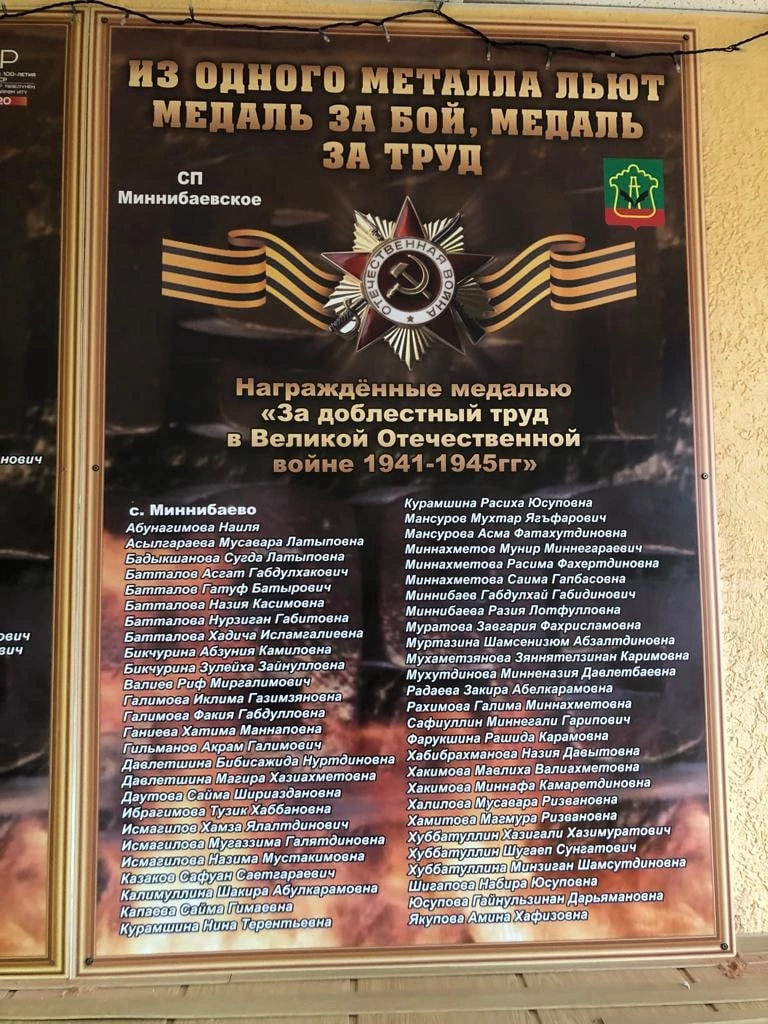 Р
100-ЛЕТИЯ
20
нович
ович
вич
ИЗ ОДНОГО МЕТАЛЛА ЛЬЮТ
МЕДАЛЬ ЗА БОЙ, МЕДАЛЬ
ЗА ТРУД
СП
Миннибаевское
ОТЕЧЕСТВЕННАЯ ВОЙНА
Награждённые медалью
«За доблестный труд
в Великой Отечественной
войне 1941-1945гг»
с. Миннибаево
Абунагимова Наиля
Асылгараева Мусавара Латыповна
Бадыкшанова Сугда Латыповна
Батталов Асгат Габдулхакович
Батталов Гатуф Батырович
Батталова Назия Касимовна
Батталова Нурзиган Габитовна
Батталова Хадича Исламгалиевна
Бикчурина Абзуния Камиловна
Бикчурина Зулейха Зайнулловна
Валиев Риф Миргалимович
Галимова Иклима Газимзяновна
Галимова Факия Габдулловна
Ганиева Хатима Маннаповна
Гильманов Акрам Галимович
Давлетшина Бибисажида Нуртдиновна
Давлетшина Магира Хазиахметовна
Даутова Сайма Шириаздановна
Ибрагимова Тузик Хаббановна
Исмагилов Хамза Ялалтдинович
Исмагилова Мугаззима Галятдиновна
Исмагилова Назима Мустакимовна
Казаков Сафуан Саетгараевич
Калимуллина Шакира Абулкарамовна
Капаева Сайма Гимаевна
Курамшина Нина Терентьевна
Курамшина Расиха Юсуповна
Мансуров Мухтар Ягъфарович
Мансурова Асма Фатахутдиновна
Миннахметов Мунир Миннегараевич
Миннахметова Расима Фахертдиновна
Миннахметова Саима Гапбасовна
Миннибаев Габдулхай Габидинович
Миннибаева Разия Лотфулловна
Муратова Завгария Фахрисламовна
Муртазина Шамсенизюм Абзалтдиновна
Мухаметзянова Зяннятелзинан Каримовна
Мухутдинова Минненазия Давлетбаевна
Радаева Закира Абелкарамовна
Рахимова Галима Миннахметовна
Сафиуллин Миннегали Гарипович
Фарукшина Рашида Карамовна
Хабибрахманова Назия Давытовна
Хакимова Мавлиха Валиахметовна
Хакимова Миннафа Камаретдиновна
Халилова Мусавара Ризвановна
Хамитова Магмура Ризвановна
Хуббатуллин Хазигали Хазимуратович
Хуббатуллин Шугаеп Сунгатович
Хуббатуллина Минзиган Шамсутдиновна
Шигапова Набира Юсуповна
Юсупова Гайнульзинан Дарьямановна
Якупова Амина Хафизовна